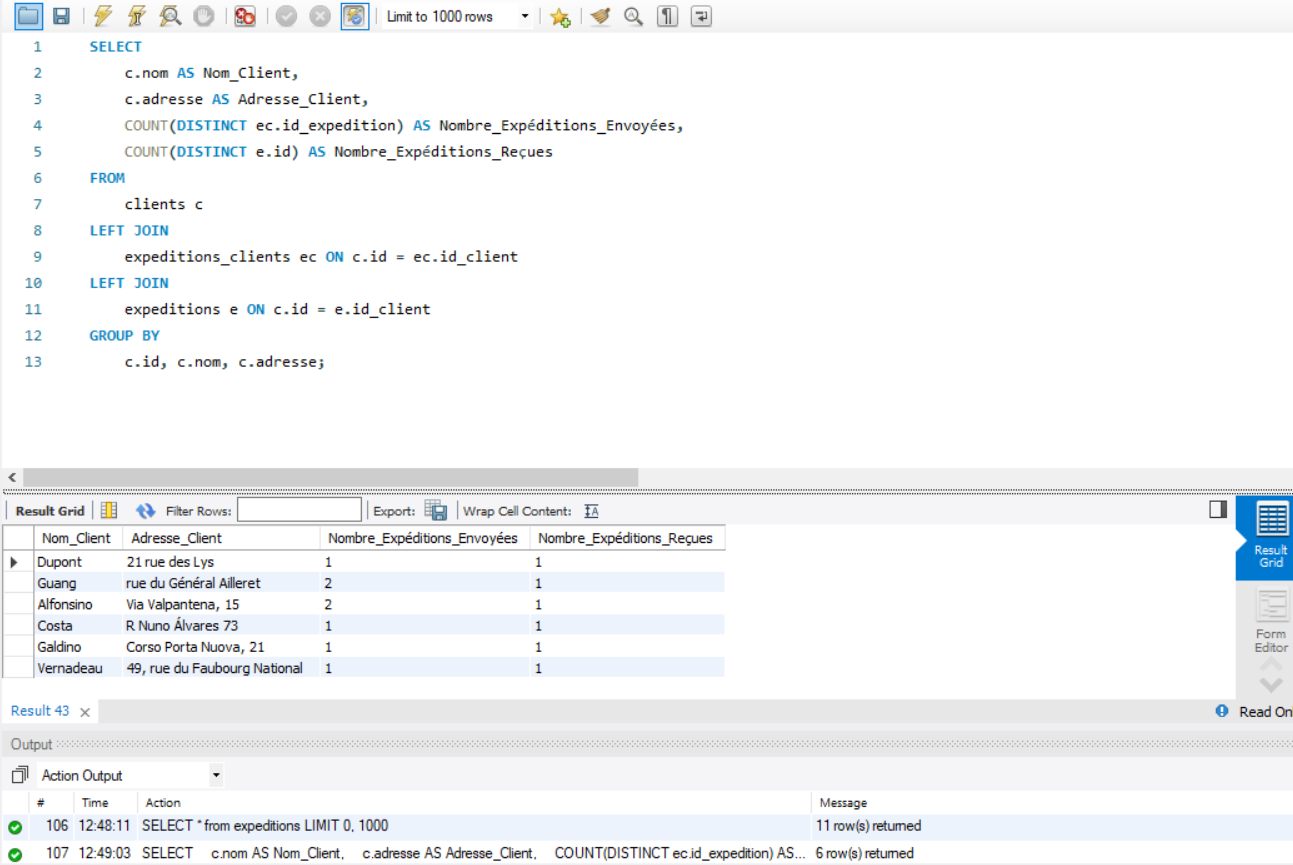 Limit to 1000 rows
1 SELECT
2 c.nom AS Nom_Client,
3 c.adresse AS Adresse_Client,
4 COUNT(DISTINCT ec.id_expedition) AS Nombre_Expéditions_Envoyées,
5 COUNT(DISTINCT e.id) AS Nombre_Expéditions_Reçues
6 FROM
7 clients c
8 LEFT JOIN
9 expeditions_clients ec ON c.id = ec.id_client
10 LEFT JOIN
11 expeditions e ON c.id = e.id_client
12 GROUP BY
13 c.id, c.nom, c.adresse;
Result Grid Filter Rows: Export: Wrap Cell Content: IA
Nom_Client Adresse_Client Nombre_Expéditions_Envoyées Nombre_Expéditions_Reçues
Dupont 21 rue des Lys 1 1
Guang rue du Général Ailleret 2 1
Alfonsino Via Valpantena, 15 2 1
Costa R Nuno Álvares 73 1 1
Galdino Corso Porta Nuova, 21 1 1
Vernadeau 49, rue du Faubourg National 1 1
Result
Grid
Form
Editor
Result 43 Read On
Output
Action Output
# Time Action Message
106 12:48:11 SELECT * from expeditions LIMIT 0, 1000 11 row(s) returned
107 12:49:03 SELECT c.nom AS Nom_Client, c.adresse AS Adresse_Client, COUNT(DISTINCT ec.id_expedition) AS... 6 row(s) returned